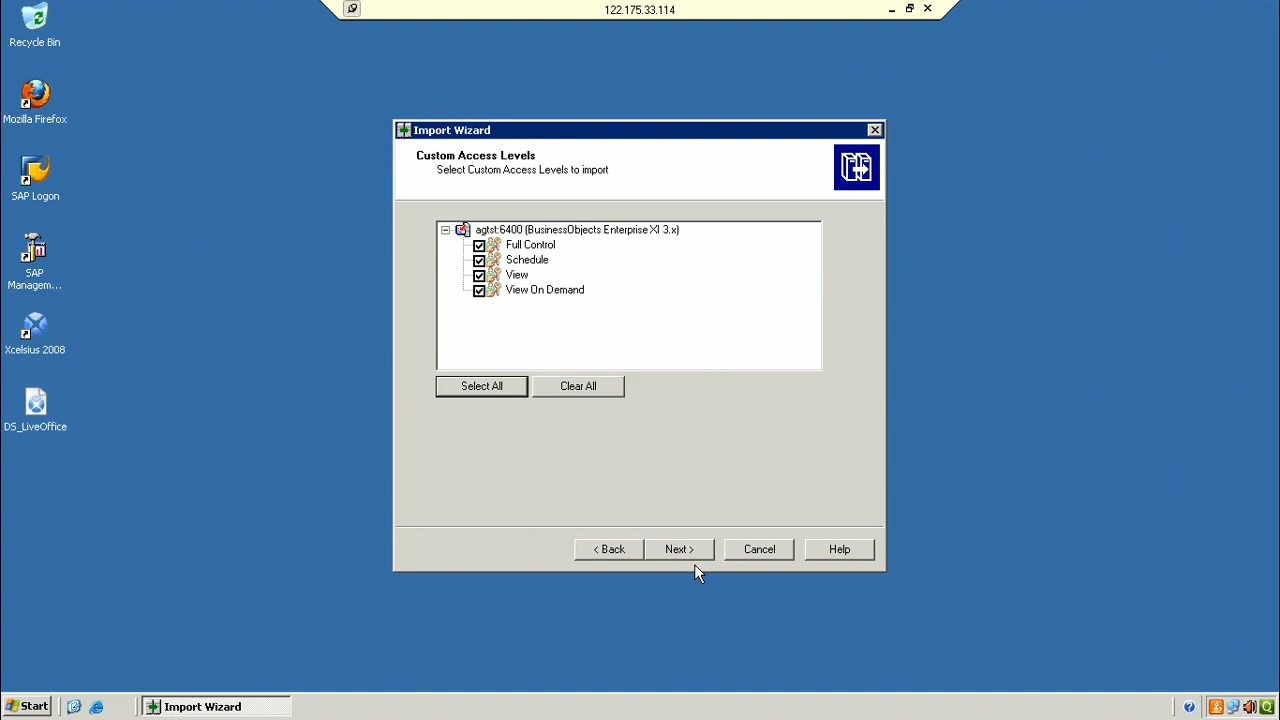 122.175.33.114
Recycle Bin
Mozilla Firefox
SAP Logon
SAP
Managem...
Xcelsius 2008
DS_LiveOffice
Import Wizard
Custom Access Levels
Select Custom Access Levels to import
agtst:6400 (BusinessObjects Enterprise XI 3.x)
Full Control
Schedule
View
View On Demand
Select All
Clear All
< Back
Next >
Cancel
Help
Start
Import Wizard